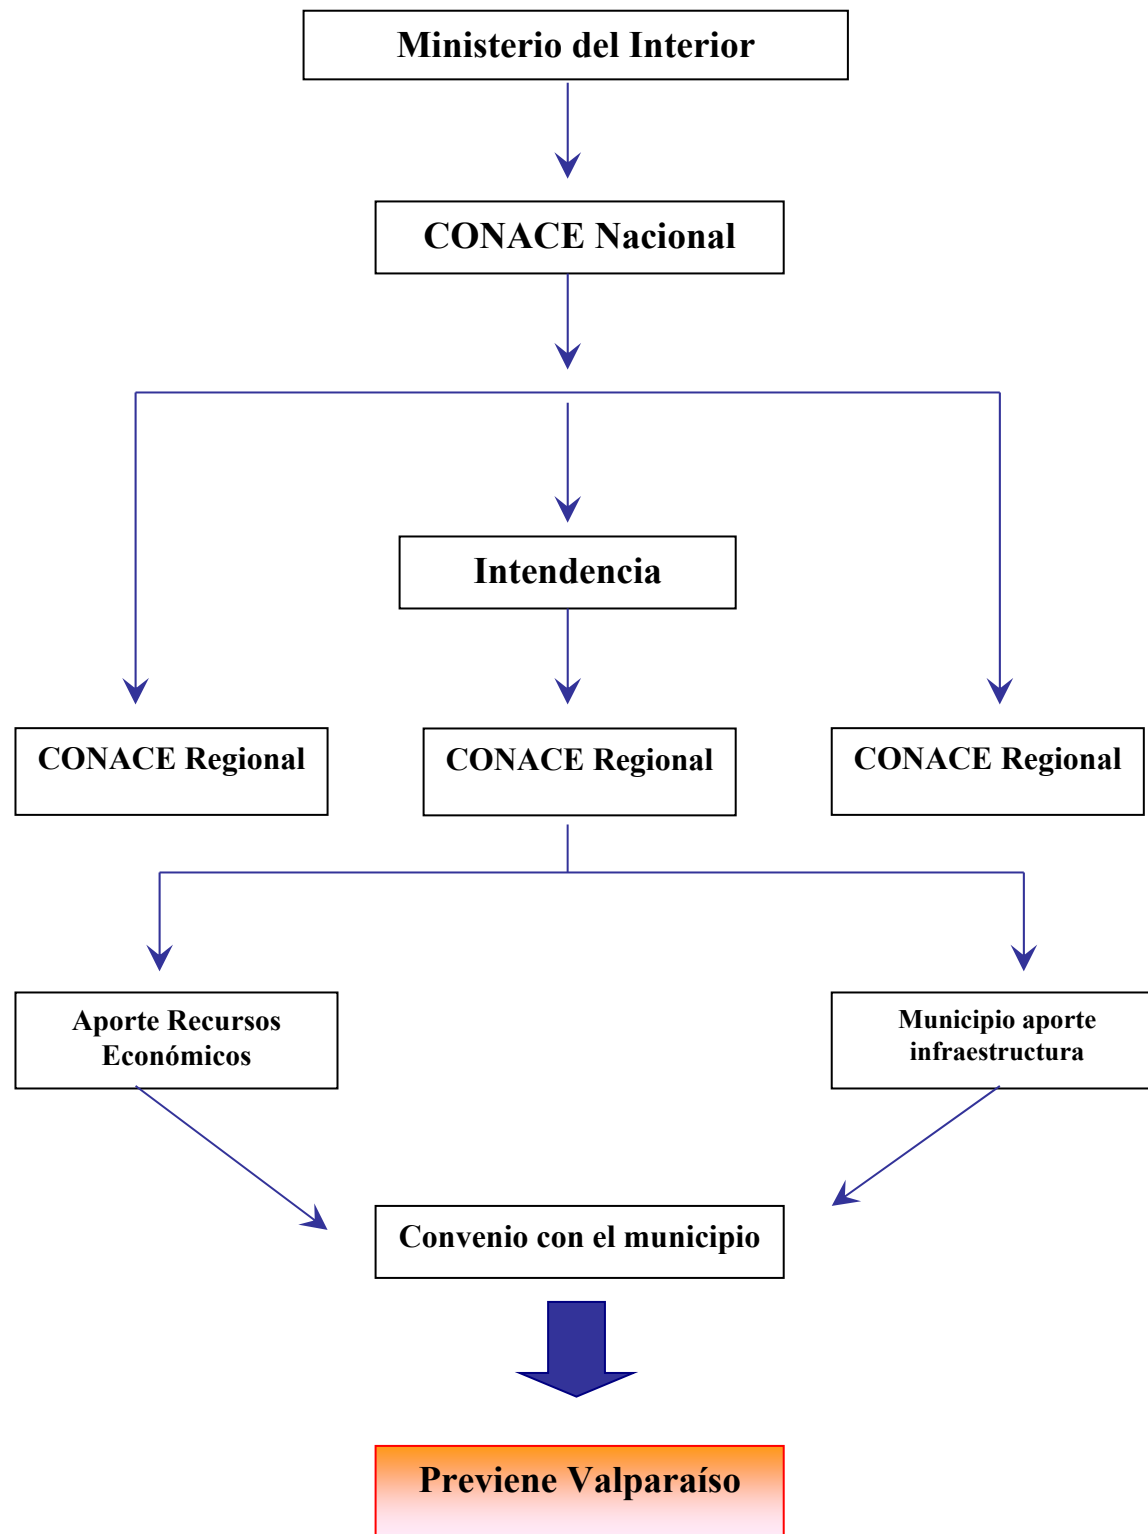 Ministerio del Interior
CONACE Nacional
Intendencia
CONACE Regional
CONACE Regional
CONACE Regional
Aporte Recursos
Económicos
Municipio aporte
infraestructura
Convenio con el municipio
Previene Valparaíso